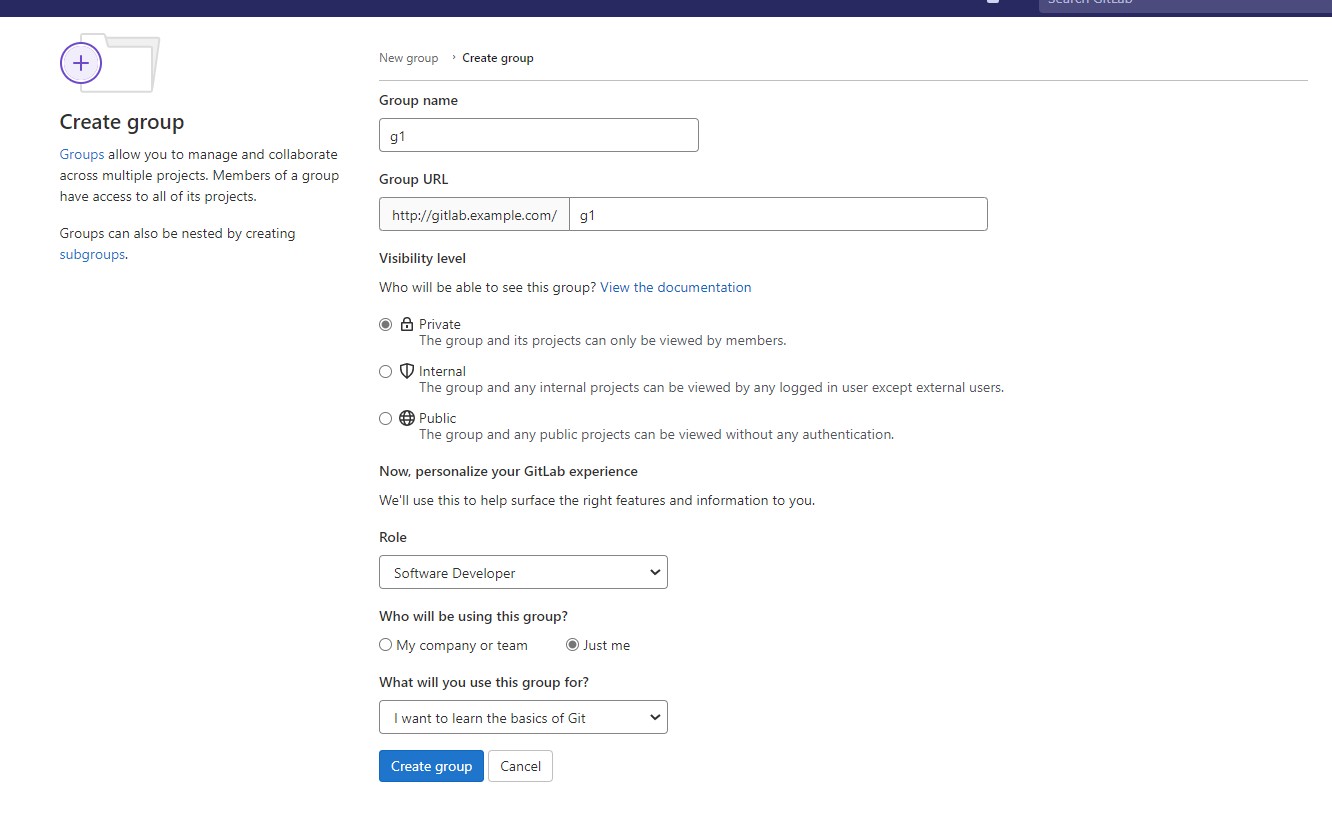 Search GitLab
New group › Create group
Create group
Groups allow you to manage and collaborate
across multiple projects. Members of a group
have access to all of its projects.
Groups can also be nested by creating
subgroups.
Group name
g1
Group URL
http://gitlab.example.com/ g1
Visibility level
Who will be able to see this group? View the documentation
Private
The group and its projects can only be viewed by members.
Internal
The group and any internal projects can be viewed by any logged in user except external users.
Public
The group and any public projects can be viewed without any authentication.
Now, personalize your GitLab experience
We'll use this to help surface the right features and information to you.
Role
Software Developer
Who will be using this group?
My company or team Just me
What will you use this group for?
I want to learn the basics of Git
Create group Cancel